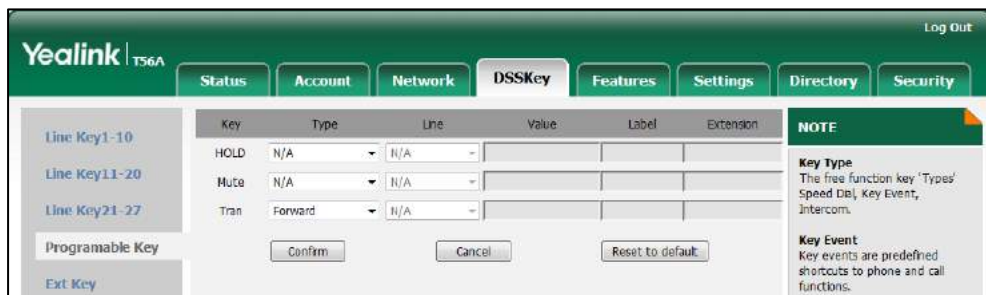 Log Out
Yealink T56A
Status Account Network DSSKey Features Settings Directory Security
Line Key1-10
Line Key11-20
Line Key21-27
Programable Key
Ext Key
Key Type Line Value Label Extension
HOLD N/A N/A
Mute N/A N/A
Tran Forward N/A
Confirm Cancel Reset to default
NOTE
Key Type
The free function key 'Types'
Speed Dial, Key Event,
Intercom.
Key Event
Key events are predefined
shortcuts to phone and call
functions.